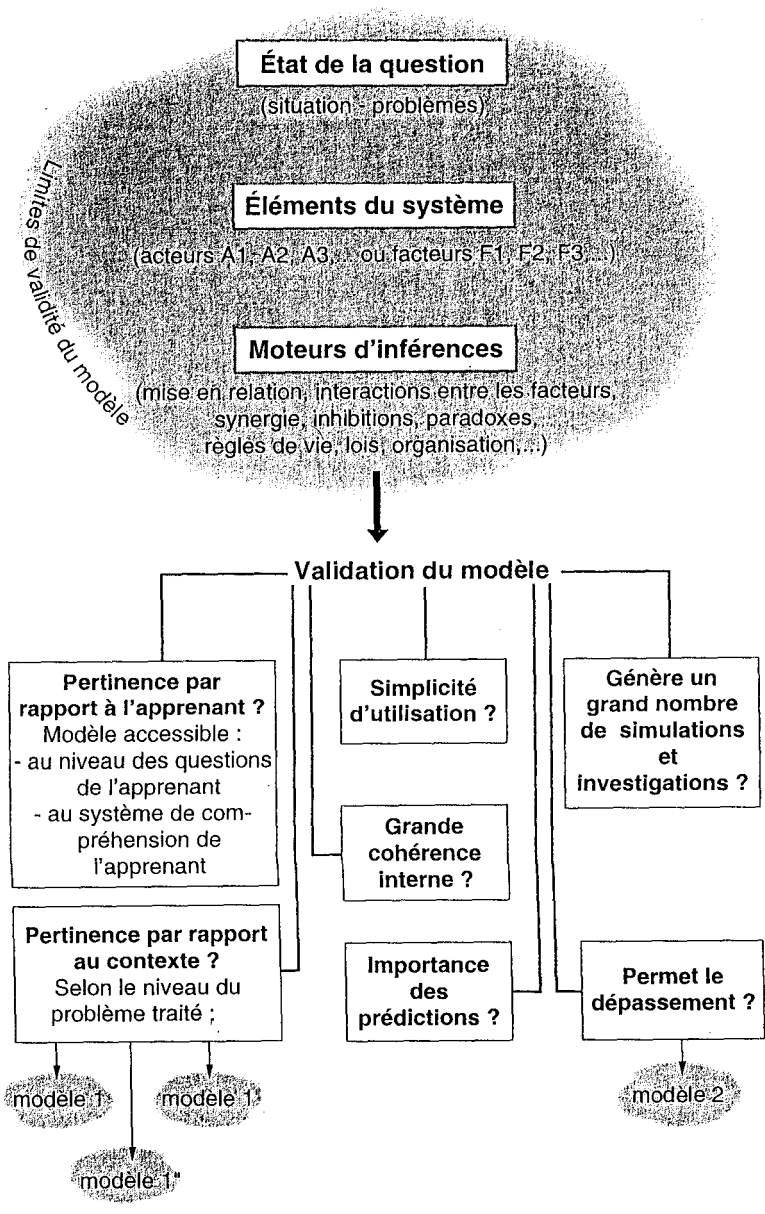 État de la question
(situation - problèmes)
Limites de validité du modèle
Éléments du système
(acteurs A1, A2, A3,... ou facteurs F1, F2, F3,...)
Moteurs d'inférences
(mise en relation, interactions entre les facteurs,
synergie, inhibitions, paradoxes,
règles de vie, lois, organisation,...)
Validation du modèle
Pertinence par
rapport à l'apprenant ?
Modèle accessible :
- au niveau des questions
de l'apprenant
- au système de com-
préhension de
l'apprenant
Simplicité
d'utilisation ?
Génère un
grand nombre
de simulations
et
investigations ?
Grande
cohérence
interne ?
Pertinence par rapport
au contexte ?
Selon le niveau du
problème traité ;
Importance
des
prédictions ?
Permet le
dépassement ?
modèle 1
modèle 1'
modèle 2
modèle 1"